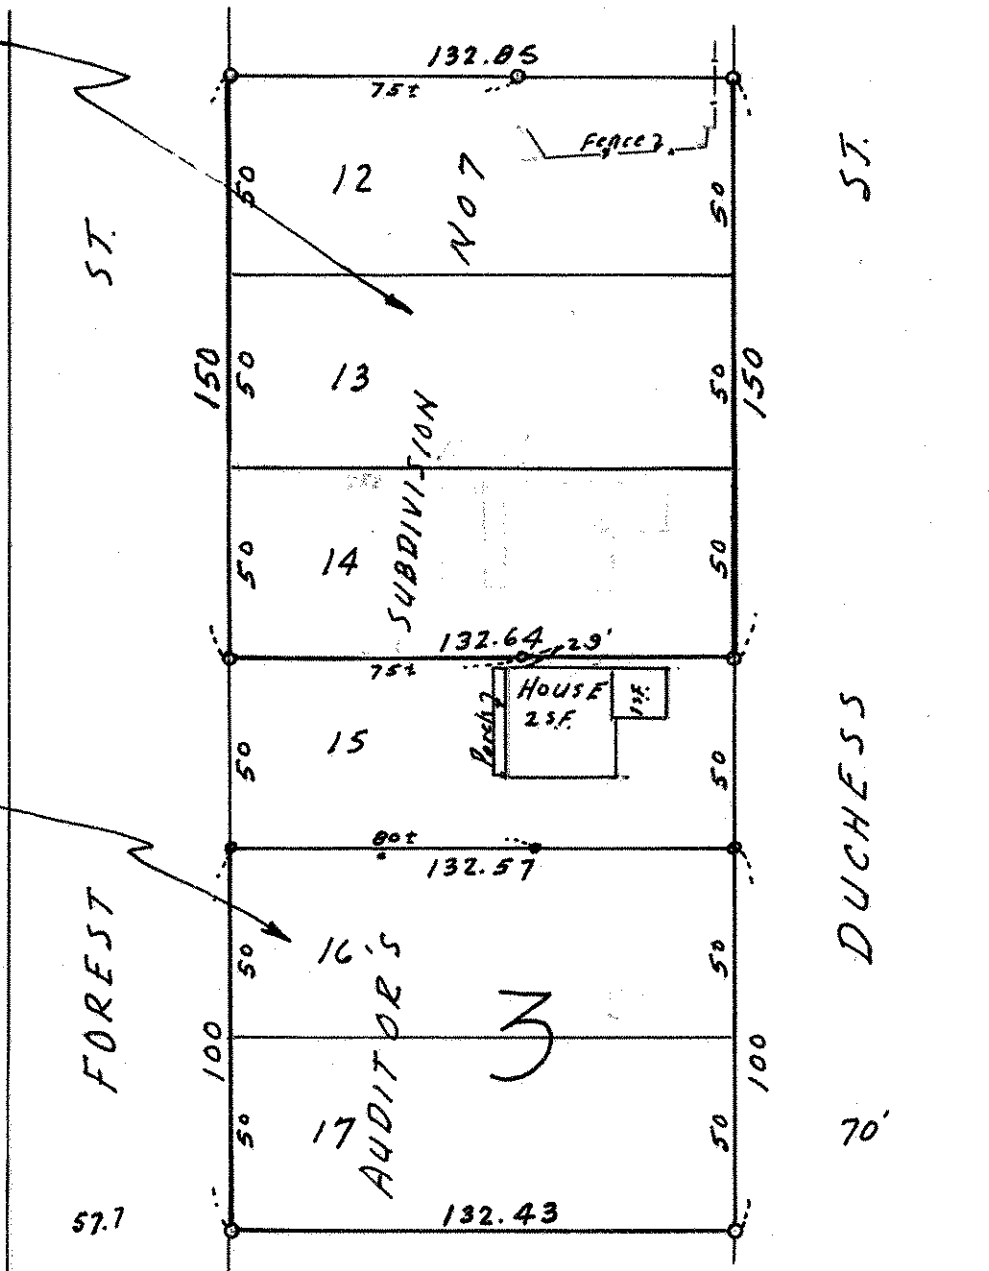 132.85
75±
Fence
12
50
50
NO 7
ST.
ST.
150
50
13
50
150
SUBDIVISION
50
14
50
132.64
29'
75±
HOUSE
2 S.F.
1 S.F.
Porch
50
15
50
80±
132.57
FOREST
DUCHESS
50
16
50
AUDITOR'S
3
100
100
50
17
50
70'
57.7
132.43